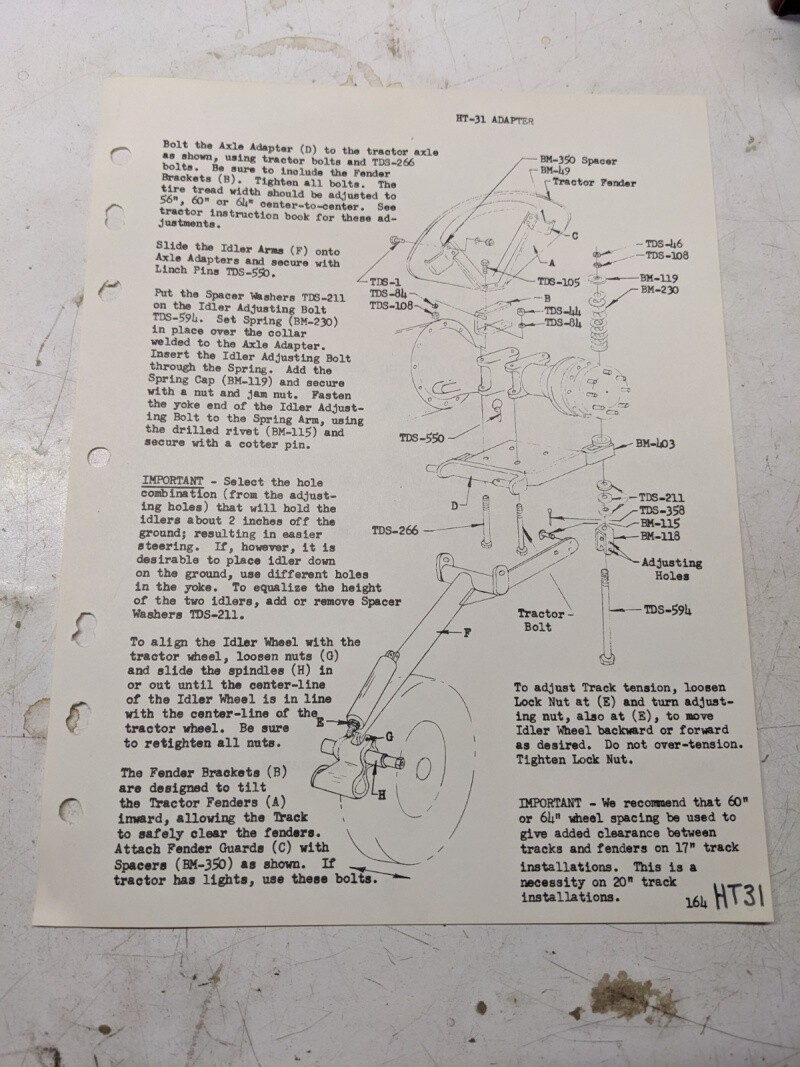 HT-31 ADAPTER
Bolt the Axle Adapter (D) to the tractor axle
as shown, using tractor bolts and TDS-266
bolts. Be sure to include the Fender
Brackets (B). Tighten all bolts. The
tire tread width should be adjusted to
56", 60" or 64" center-to-center. See
tractor instruction book for these ad-
justments.
Slide the Idler Arms (F) onto
Axle Adapters and secure with
Linch Pins TDS-550.
Put the Spacer Washers TDS-211
on the Idler Adjusting Bolt
TDS-594. Set Spring (BM-230)
in place over the collar
welded to the Axle Adapter.
Insert the Idler Adjusting Bolt
through the Spring. Add the
Spring Cap (BM-119) and secure
with a nut and jam nut. Fasten
the yoke end of the Idler Adjust-
ing Bolt to the Spring Arm, using
the drilled rivet (BM-115) and
secure with a cotter pin.
IMPORTANT - Select the hole
combination (from the adjust-
ing holes) that will hold the
idlers about 2 inches off the
ground; resulting in easier
steering. If, however, it is
desirable to place idler down
on the ground, use different holes
in the yoke. To equalize the height
of the two idlers, add or remove Spacer
Washers TDS-211.
To align the Idler Wheel with the
tractor wheel, loosen nuts (G)
and slide the spindles (H) in
or out until the center-line
of the Idler Wheel is in line
with the center-line of the
tractor wheel. Be sure
to retighten all nuts.
The Fender Brackets (B)
are designed to tilt
the Tractor Fenders (A)
inward, allowing the Track
to safely clear the fenders.
Attach Fender Guards (C) with
Spacers (BM-350) as shown. If
tractor has lights, use these bolts.
BM-350 Spacer
BM-49
Tractor Fender
C
A
TDS-1
TDS-84
TDS-108
TDS-105
B
TDS-44
TDS-84
TDS-46
TDS-108
BM-119
BM-230
TDS-550
BM-403
D
TDS-266
TDS-211
TDS-358
BM-115
BM-118
Adjusting
Holes
Tractor
Bolt
TDS-594
F
E
G
H
To adjust Track tension, loosen
Lock Nut at (E) and turn adjust-
ing nut, also at (E), to move
Idler Wheel backward or forward
as desired. Do not over-tension.
Tighten Lock Nut.
IMPORTANT - We recommend that 60"
or 64" wheel spacing be used to
give added clearance between
tracks and fenders on 17" track
installations. This is a
necessity on 20" track
installations.
164 HT31